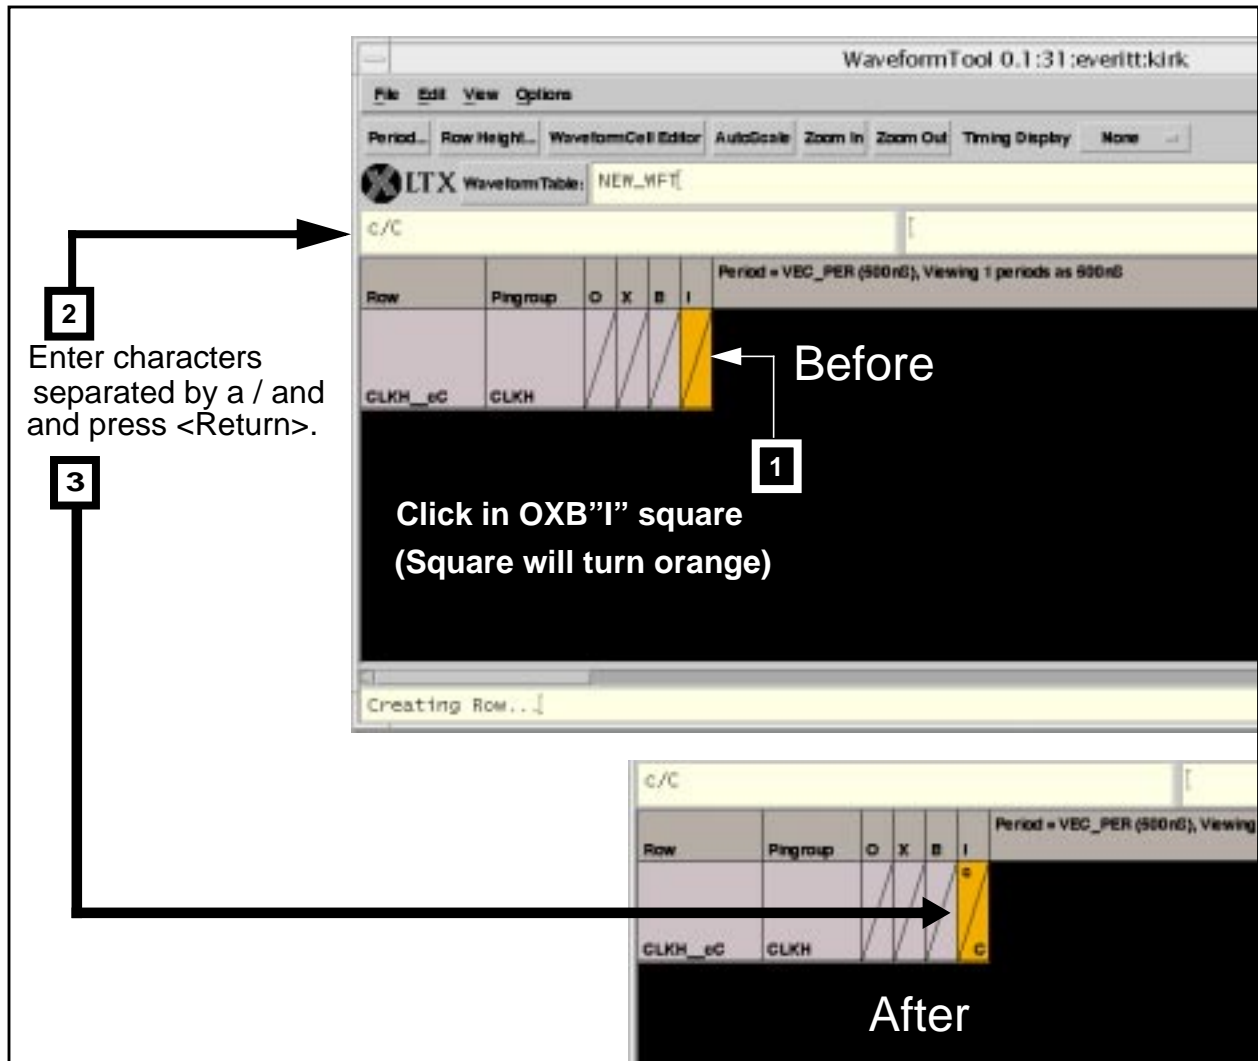 WaveformTool 0.1:31:everitt:kirk
File Edit View Options
Period... Row Height... WaveformCell Editor AutoScale Zoom In Zoom Out Timing Display None
LTX WaveformTable: NEW_WFT[
c/C [
Period = VEC_PER (500nS), Viewing 1 periods as 500nS
Row Pingroup O X B I
CLKH__cC CLKH
Before
1
Click in OXB”I” square
(Square will turn orange)
Creating Row...[
2
Enter characters
separated by a / and
and press <Return>.
3
c/C [
Period = VEC_PER (500nS), Viewing
Row Pingroup O X B I
c
CLKH__cC CLKH C
After